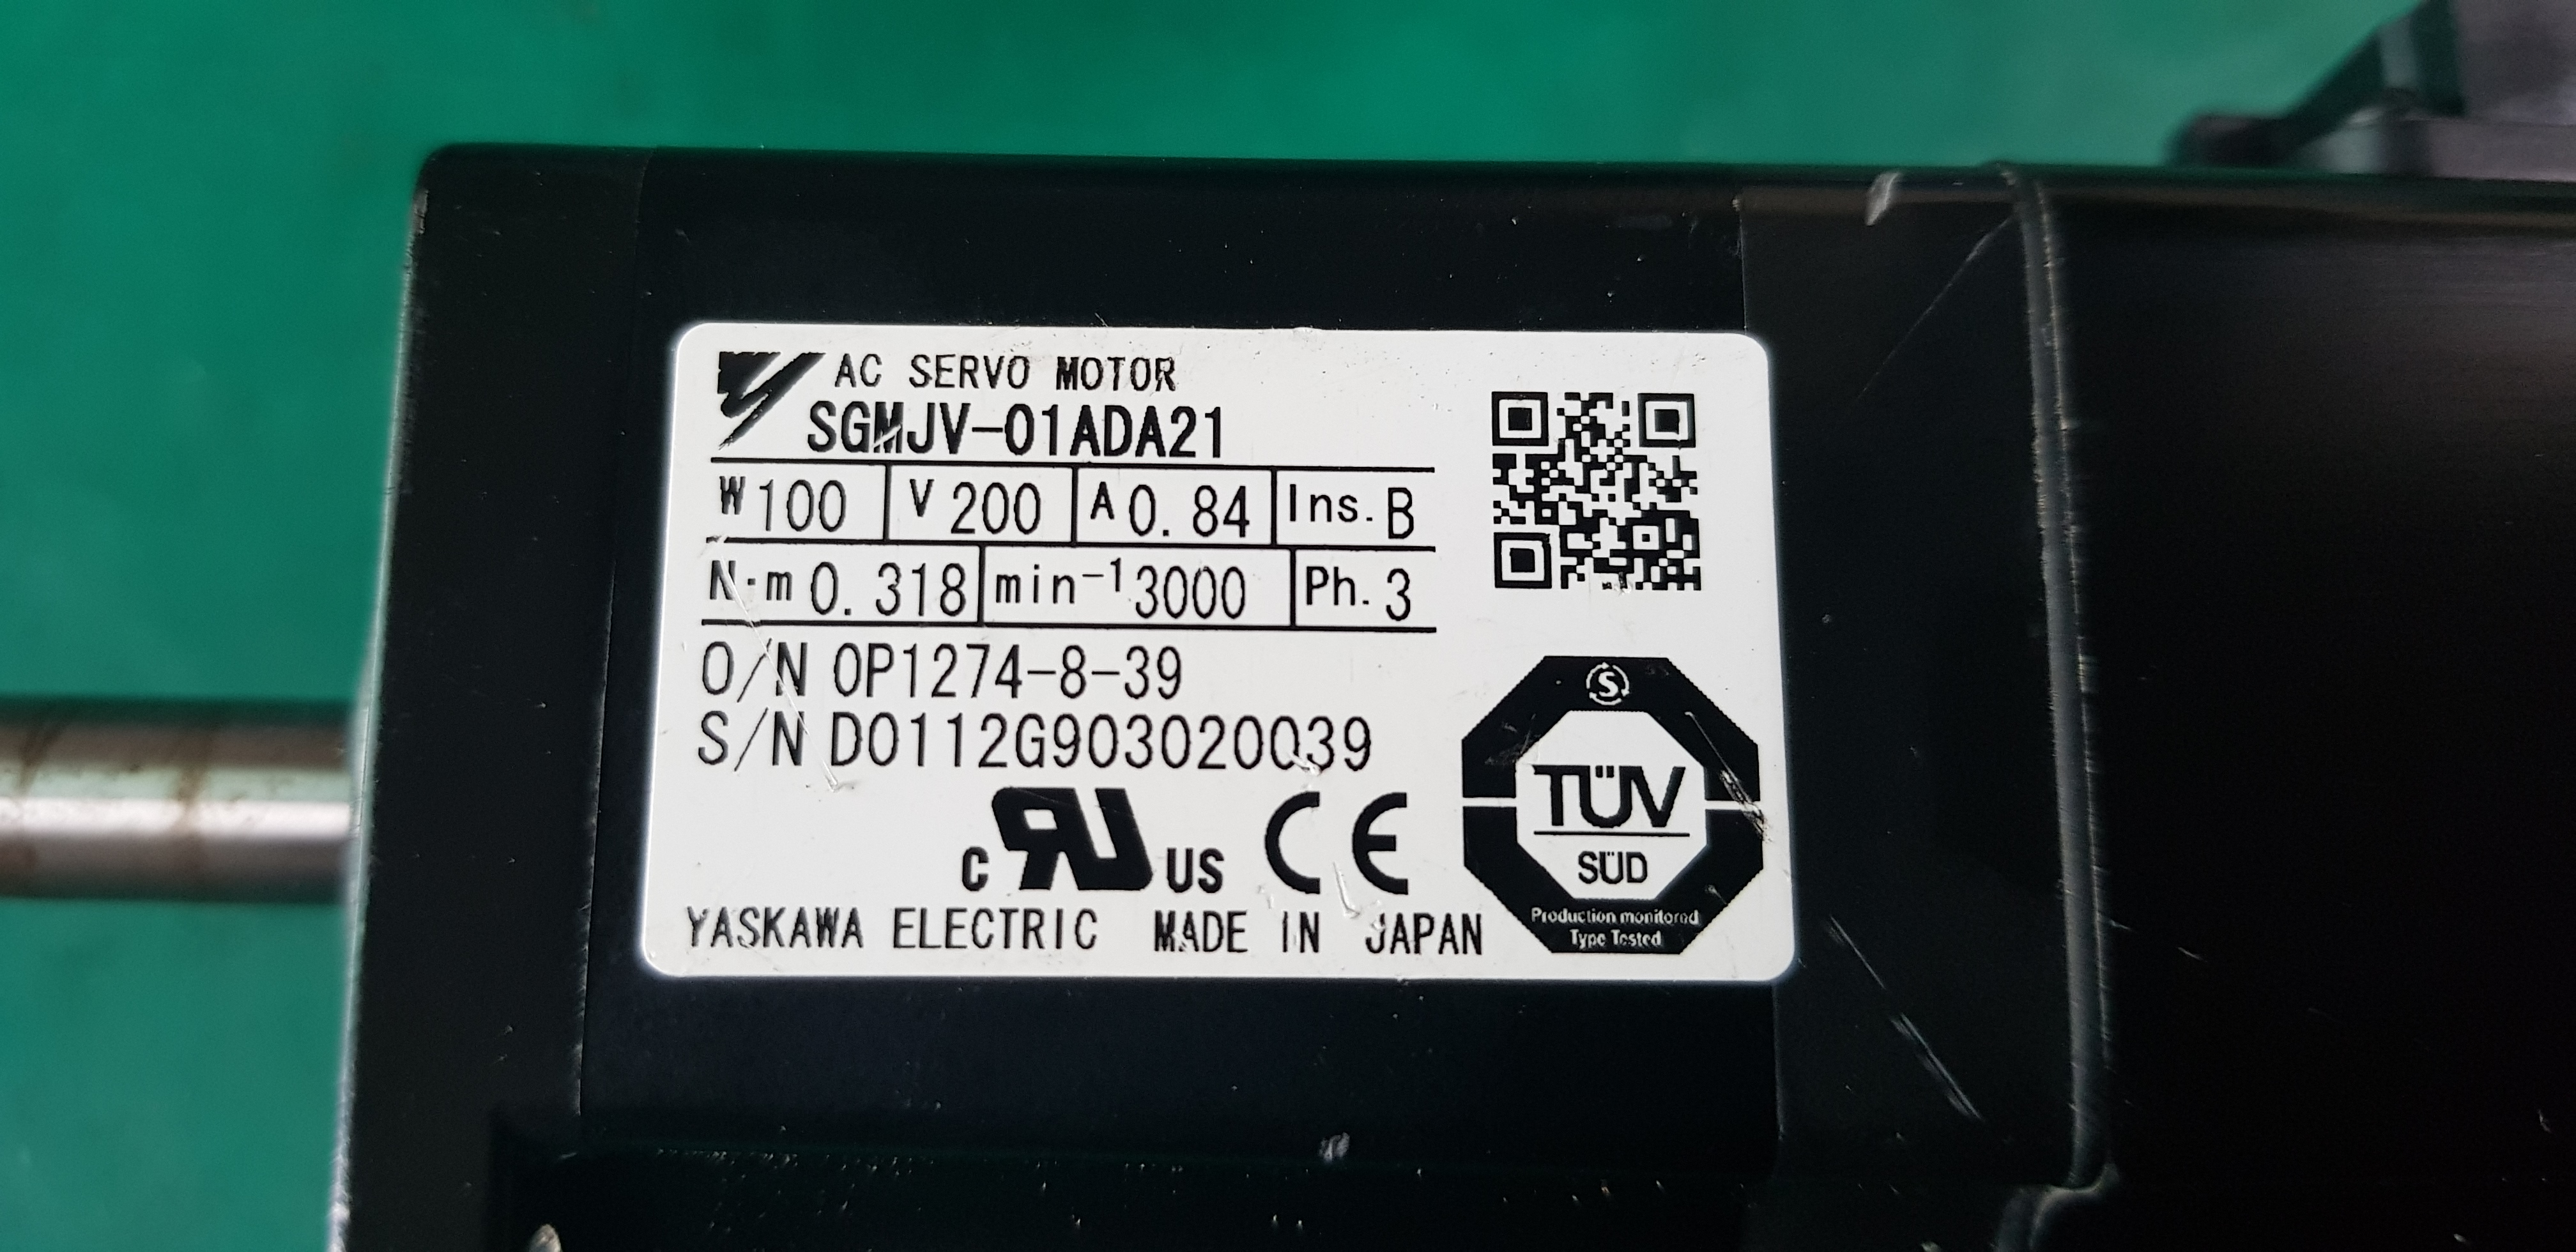 AC SERVO MOTOR
SGMJV-01ADA21
W 100 V 200 A 0.84 Ins. B
N·m 0.318 min⁻¹ 3000 Ph. 3
O/N 0P1274-8-39
S/N D0112G903020039
c RU US CE
S
TÜV
SÜD
Production monitored
Type Tested
YASKAWA ELECTRIC MADE IN JAPAN